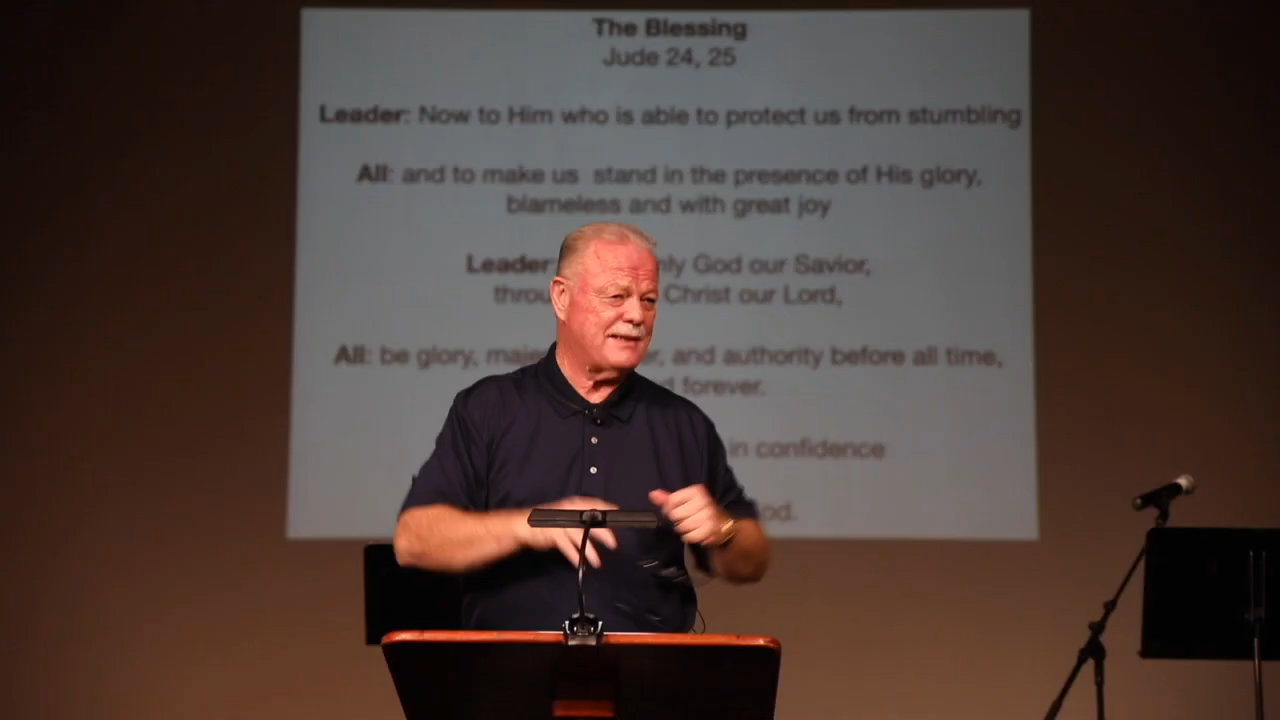 The Blessing
Jude 24, 25
Leader: Now to Him who is able to protect us from stumbling
All: and to make us stand in the presence of His glory,
blameless and with great joy
Leader God our Savior,
Christ our Lord,
All: be glory, and authority before all time,
forever.
in confidence